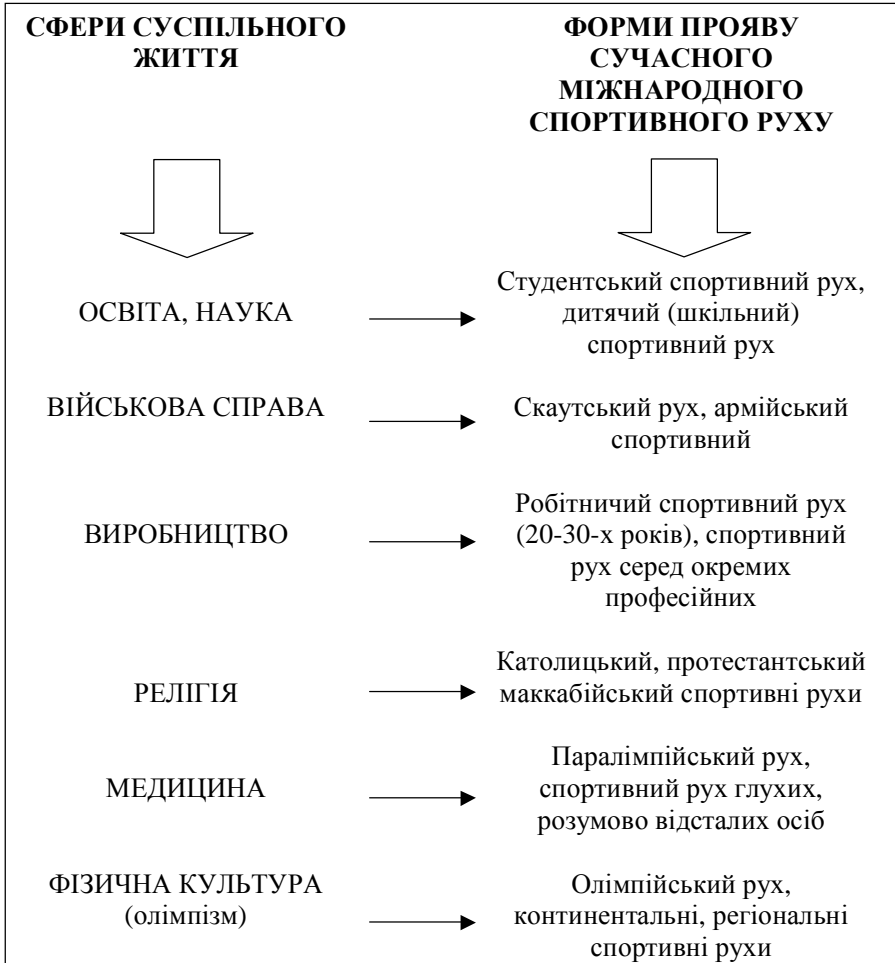 СФЕРИ СУСПІЛЬНОГО
ЖИТТЯ
ФОРМИ ПРОЯВУ
СУЧАСНОГО
МІЖНАРОДНОГО
СПОРТИВНОГО РУХУ
ОСВІТА, НАУКА
Студентський спортивний рух,
дитячий (шкільний)
спортивний рух
ВІЙСЬКОВА СПРАВА
Скаутський рух, армійський
спортивний
ВИРОБНИЦТВО
Робітничий спортивний рух
(20-30-х років), спортивний
рух серед окремих
професійних
РЕЛІГІЯ
Католицький, протестантський
маккабійський спортивні рухи
МЕДИЦИНА
Паралімпійський рух,
спортивний рух глухих,
розумово відсталих осіб
ФІЗИЧНА КУЛЬТУРА
(олімпізм)
Олімпійський рух,
континентальні, регіональні
спортивні рухи